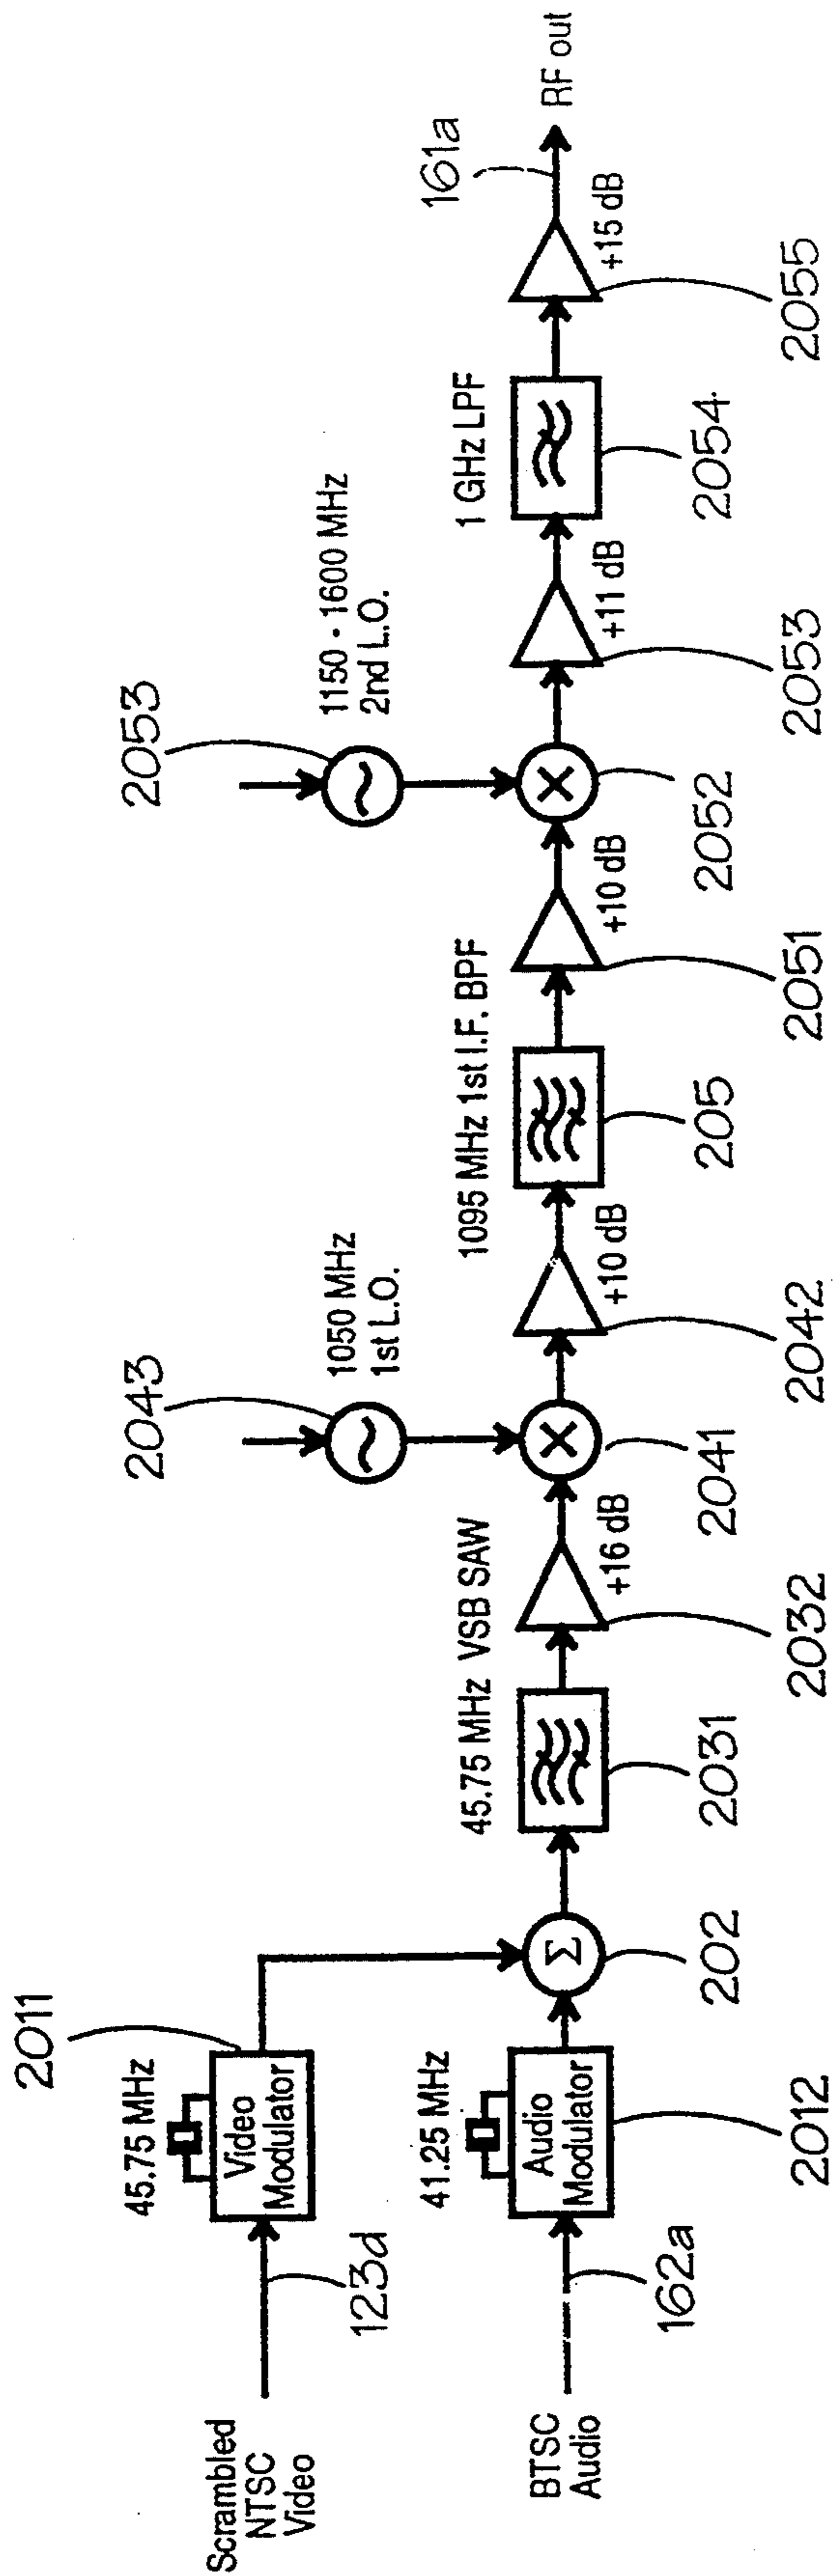 Scrambled
NTSC
Video
123d
45.75 MHz
Video
Modulator
2011
BTSC
Audio
162a
41.25 MHz
Audio
Modulator
2012
Σ
202
45.75 MHz VSB SAW
2031
+16 dB
2032
2043
1050 MHz
1st L.O.
2041
+10 dB
2042
1095 MHz 1st I.F. BPF
205
+10 dB
2051
2053
1150 - 1600 MHz
2nd L.O.
2052
+11 dB
2053
1 GHz LPF
2054
+15 dB
2055
161a
RF out